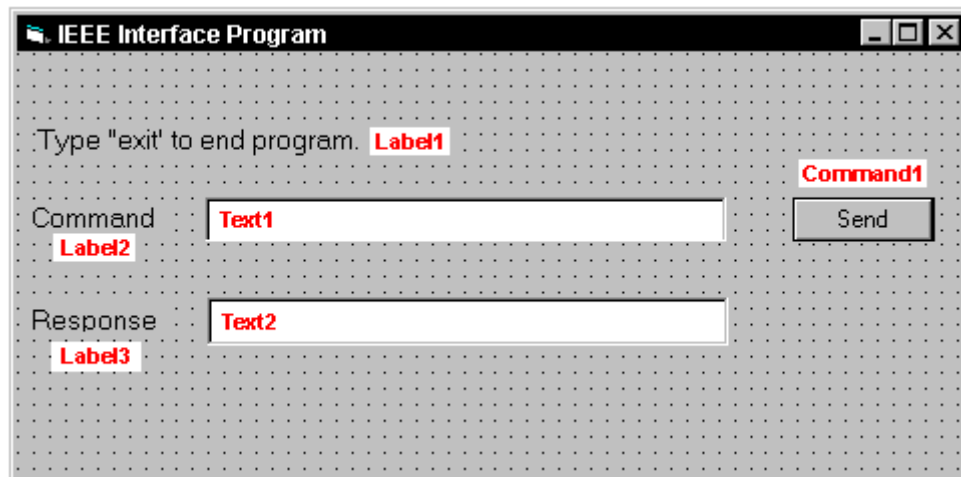 IEEE Interface Program
Type "exit' to end program. Label1
Command1
Command Text1 Send
Label2
Response Text2
Label3